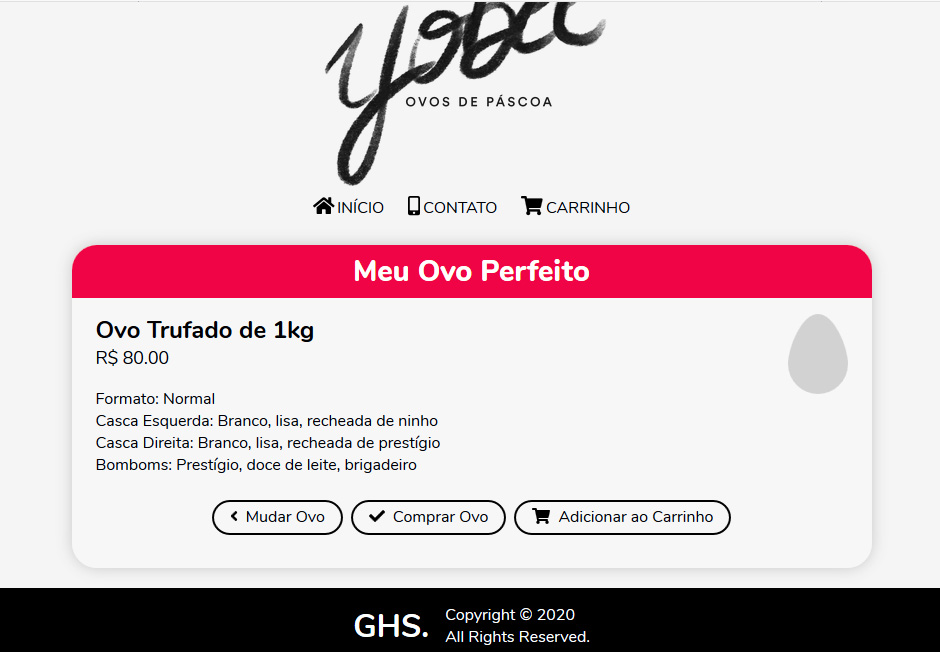 OVOS DE PÁSCOA
INÍCIO CONTATO CARRINHO
Meu Ovo Perfeito
Ovo Trufado de 1kg
R$ 80.00
Formato: Normal
Casca Esquerda: Branco, lisa, recheada de ninho
Casca Direita: Branco, lisa, recheada de prestígio
Bomboms: Prestígio, doce de leite, brigadeiro
Mudar Ovo Comprar Ovo Adicionar ao Carrinho
GHS.
Copyright © 2020
All Rights Reserved.